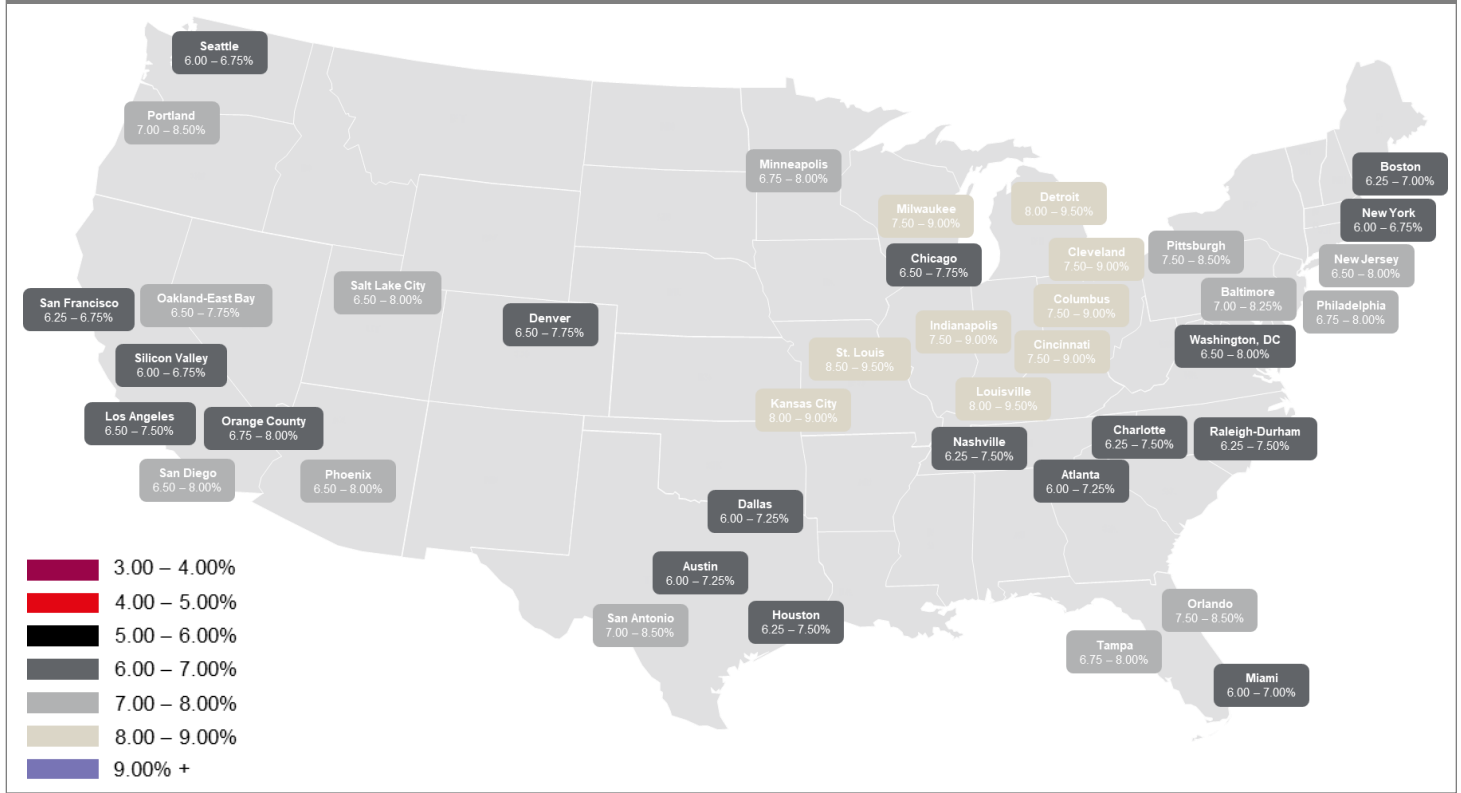 Seattle
6.00 – 6.75%
Portland
7.00 – 8.50%
Minneapolis
6.75 – 8.00%
Boston
6.25 – 7.00%
Milwaukee
7.50 – 9.00%
Detroit
8.00 – 9.50%
New York
6.00 – 6.75%
Chicago
6.50 – 7.75%
Cleveland
7.50– 9.00%
Pittsburgh
7.50 – 8.50%
New Jersey
6.50 – 8.00%
San Francisco
6.25 – 6.75%
Oakland-East Bay
6.50 – 7.75%
Salt Lake City
6.50 – 8.00%
Denver
6.50 – 7.75%
Columbus
7.50 – 9.00%
Baltimore
7.00 – 8.25%
Philadelphia
6.75 – 8.00%
Indianapolis
7.50 – 9.00%
Cincinnati
7.50 – 9.00%
Washington, DC
6.50 – 8.00%
Silicon Valley
6.00 – 6.75%
St. Louis
8.50 – 9.50%
Los Angeles
6.50 – 7.50%
Orange County
6.75 – 8.00%
Kansas City
8.00 – 9.00%
Louisville
8.00 – 9.50%
Nashville
6.25 – 7.50%
Charlotte
6.25 – 7.50%
Raleigh-Durham
6.25 – 7.50%
San Diego
6.50 – 8.00%
Phoenix
6.50 – 8.00%
Atlanta
6.00 – 7.25%
Dallas
6.00 – 7.25%
Austin
6.00 – 7.25%
San Antonio
7.00 – 8.50%
Houston
6.25 – 7.50%
Orlando
7.50 – 8.50%
Tampa
6.75 – 8.00%
Miami
6.00 – 7.00%
3.00 – 4.00%
4.00 – 5.00%
5.00 – 6.00%
6.00 – 7.00%
7.00 – 8.00%
8.00 – 9.00%
9.00% +